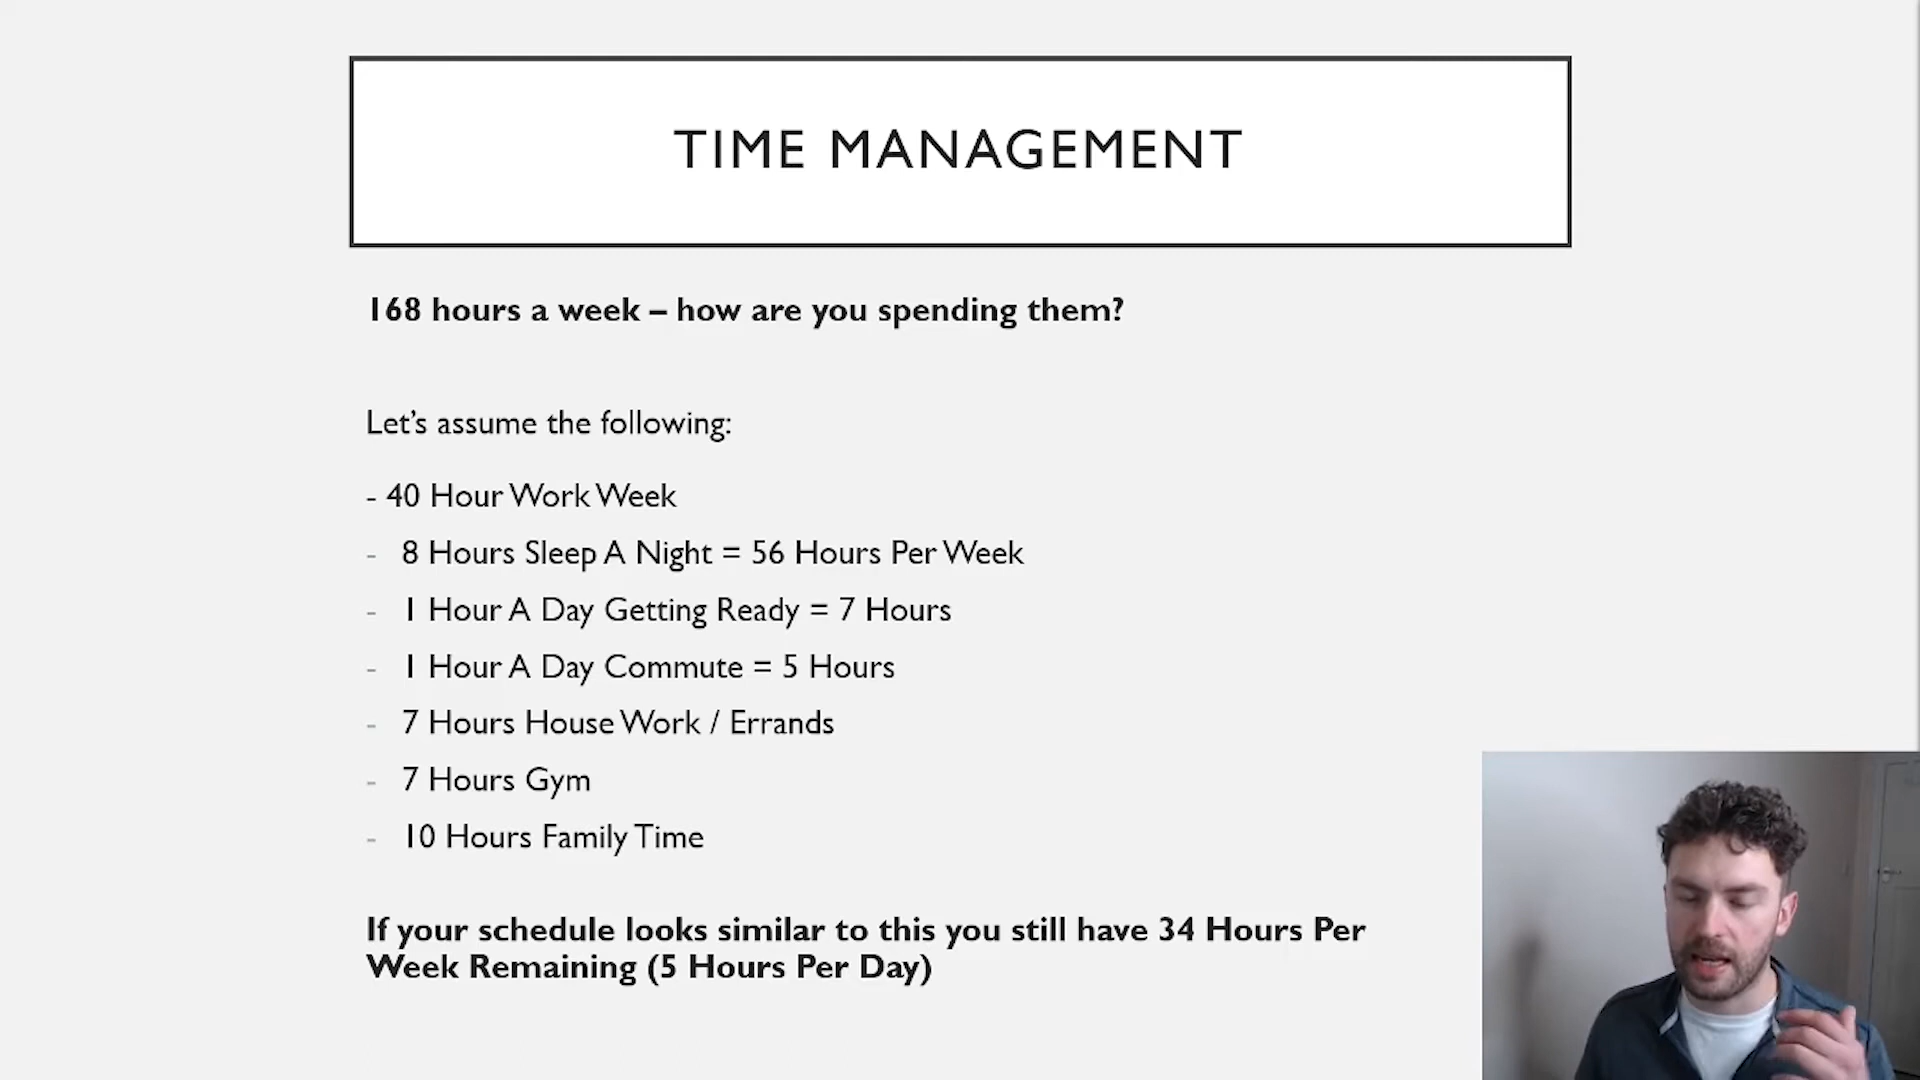 TIME MANAGEMENT
168 hours a week – how are you spending them?
Let's assume the following:
- 40 Hour Work Week
- 8 Hours Sleep A Night = 56 Hours Per Week
- 1 Hour A Day Getting Ready = 7 Hours
- 1 Hour A Day Commute = 5 Hours
- 7 Hours House Work / Errands
- 7 Hours Gym
- 10 Hours Family Time
If your schedule looks similar to this you still have 34 Hours Per
Week Remaining (5 Hours Per Day)